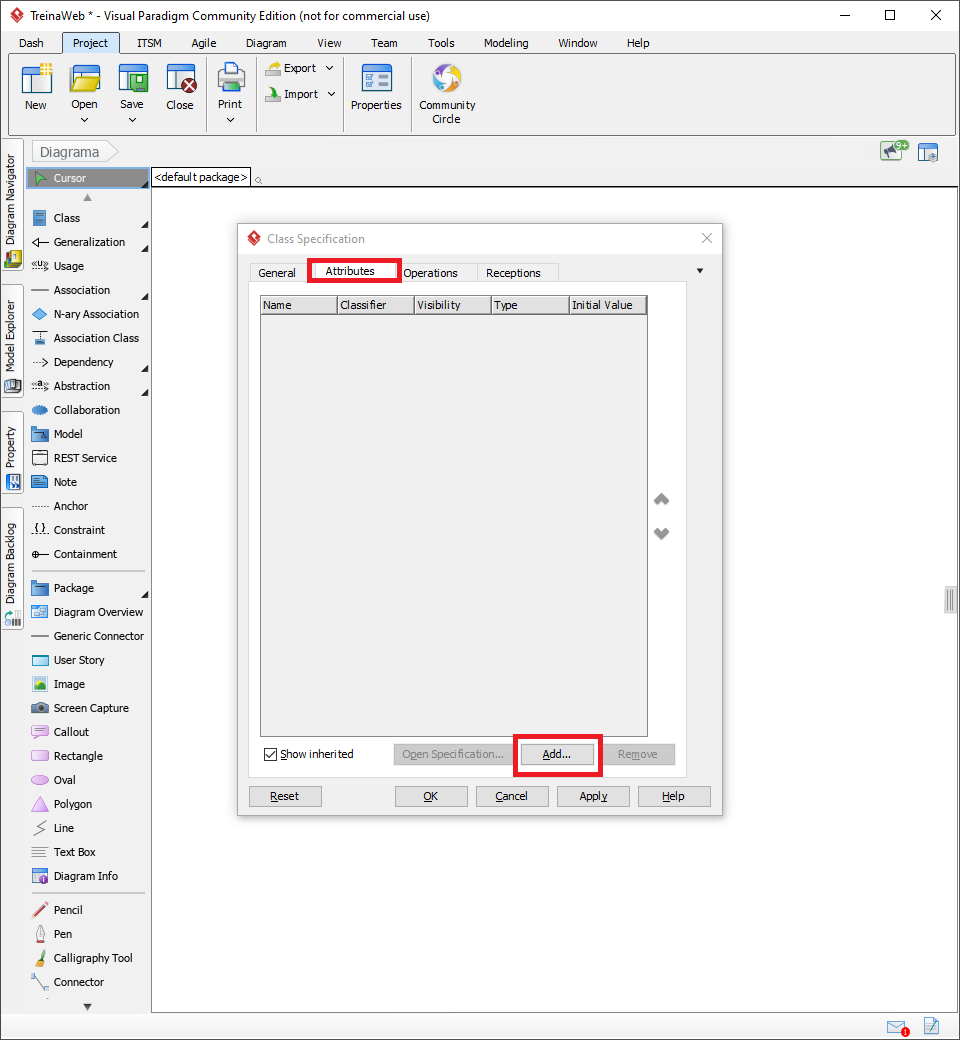 TreinaWeb * - Visual Paradigm Community Edition (not for commercial use)
Dash Project ITSM Agile Diagram View Team Tools Modeling Window Help
New Open Save Close Print Export Import Properties Community Circle
Diagrama
9+
Diagram Navigator
Model Explorer
Property
Diagram Backlog
Cursor
<default package>
Class
Generalization
Usage
Association
N-ary Association
Association Class
Dependency
Abstraction
Collaboration
Model
REST Service
Note
Anchor
Constraint
Containment
Package
Diagram Overview
Generic Connector
User Story
Image
Screen Capture
Callout
Rectangle
Oval
Polygon
Line
Text Box
Diagram Info
Pencil
Pen
Calligraphy Tool
Connector
Class Specification
General Attributes Operations Receptions
Name Classifier Visibility Type Initial Value
Show inherited Open Specification... Add... Remove
Reset OK Cancel Apply Help
1